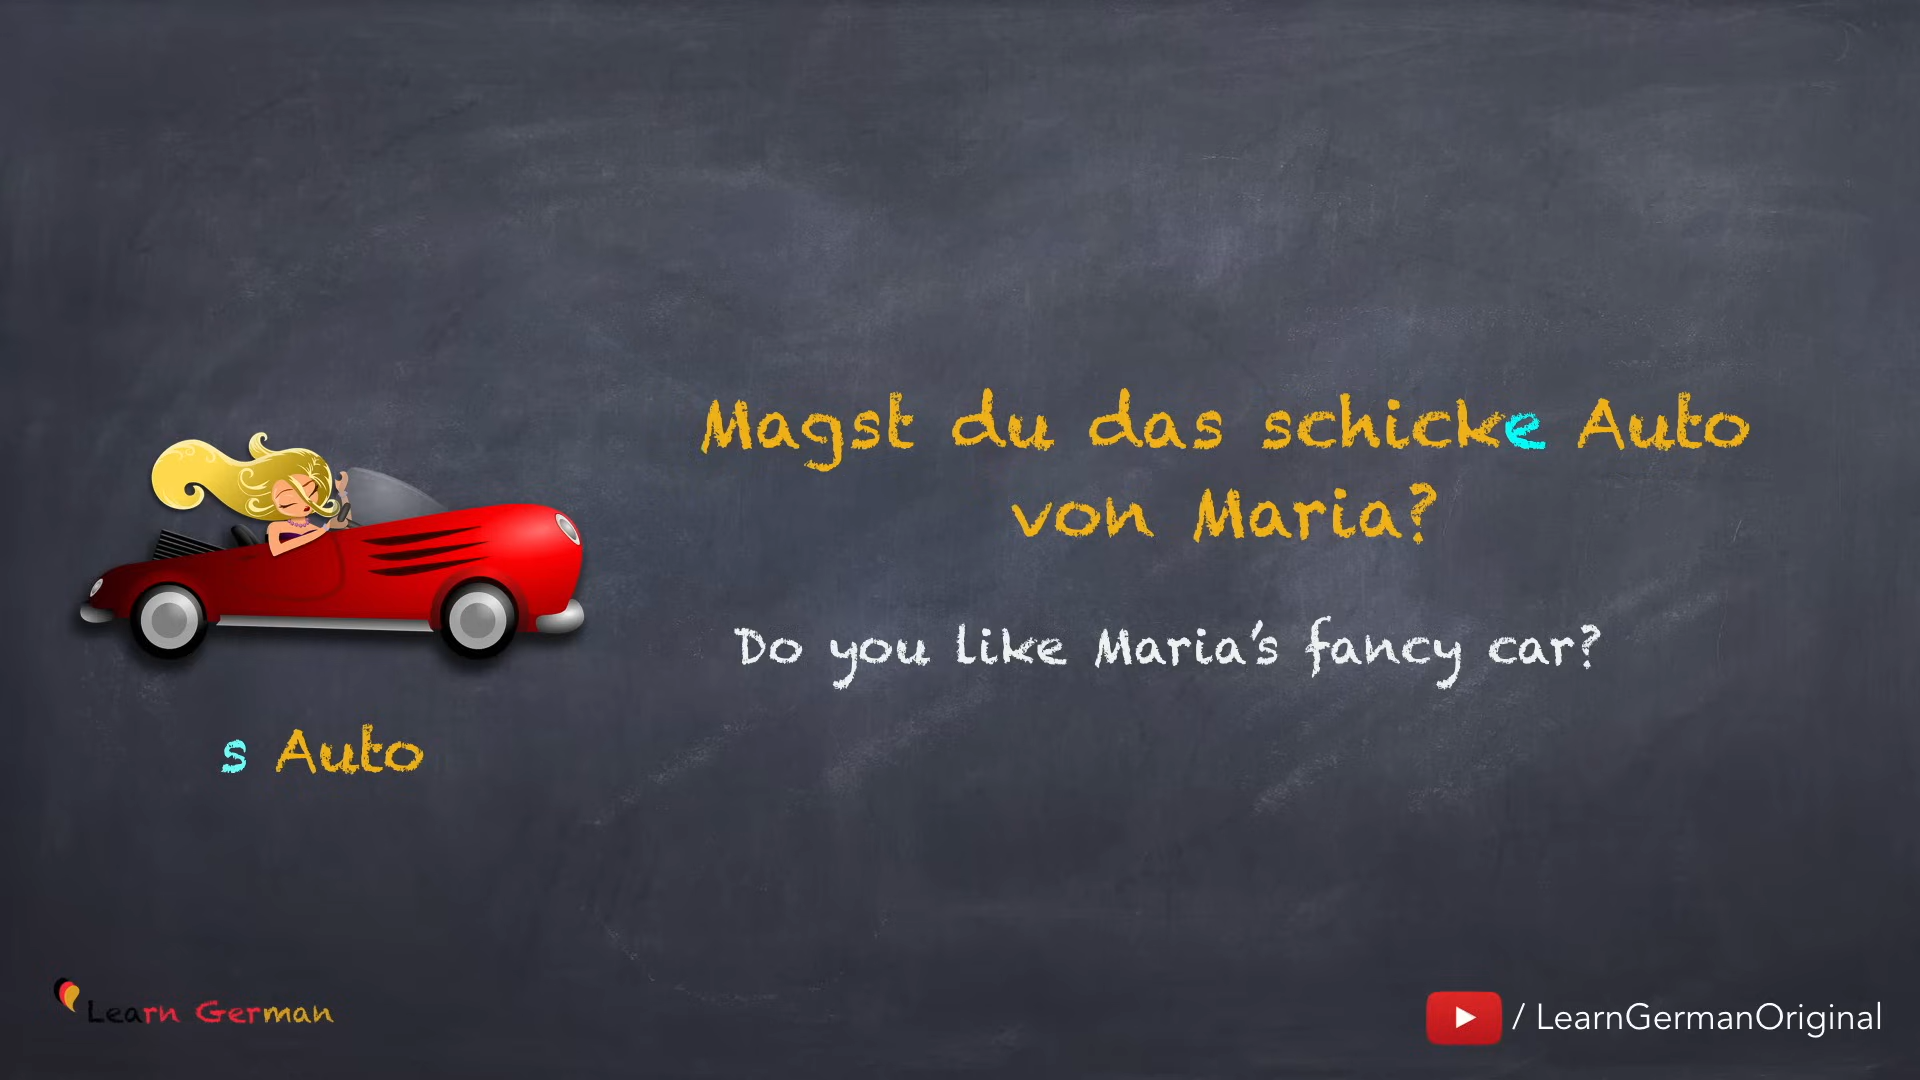 Magst du das schicke Auto
von Maria?
Do you like Maria's fancy car?
s Auto
Learn German
/ LearnGermanOriginal